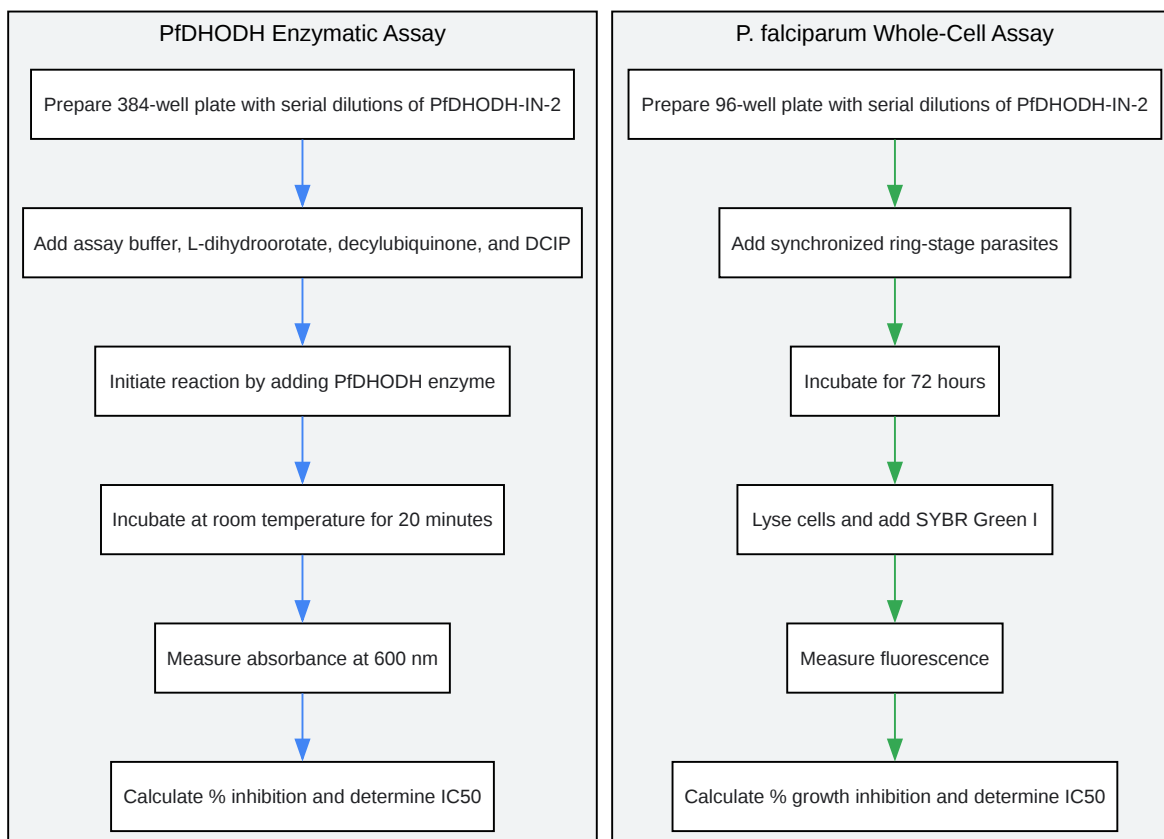 PfDHODH Enzymatic Assay
Prepare 384-well plate with serial dilutions of PfDHODH-IN-2
Add assay buffer, L-dihydroorotate, decylubiquinone, and DCIP
Initiate reaction by adding PfDHODH enzyme
Incubate at room temperature for 20 minutes
Measure absorbance at 600 nm
Calculate % inhibition and determine IC50
P. falciparum Whole-Cell Assay
Prepare 96-well plate with serial dilutions of PfDHODH-IN-2
Add synchronized ring-stage parasites
Incubate for 72 hours
Lyse cells and add SYBR Green I
Measure fluorescence
Calculate % growth inhibition and determine IC50